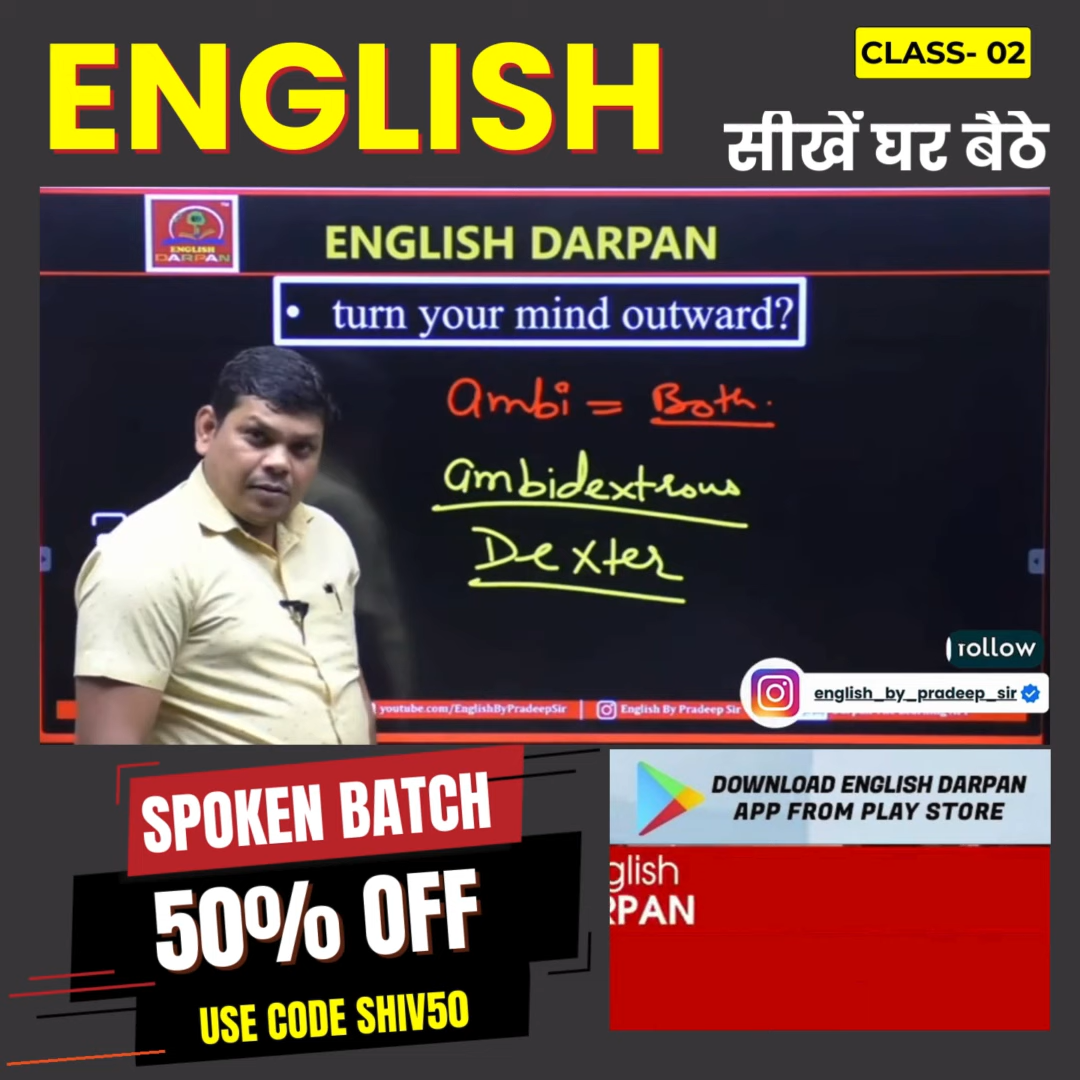 ENGLISH
CLASS- 02
सीखें घर बैठे
ENGLISH
DARPAN
ENGLISH DARPAN
• turn your mind outward?
ambi = Both.
ambidextrous
Dexter
follow
english_by_pradeep_sir
youtube.com/EnglishByPradeepSir
English By Pradeep Sir
SPOKEN BATCH
50% OFF
USE CODE SHIV50
DOWNLOAD ENGLISH DARPAN
APP FROM PLAY STORE
glish
RPAN